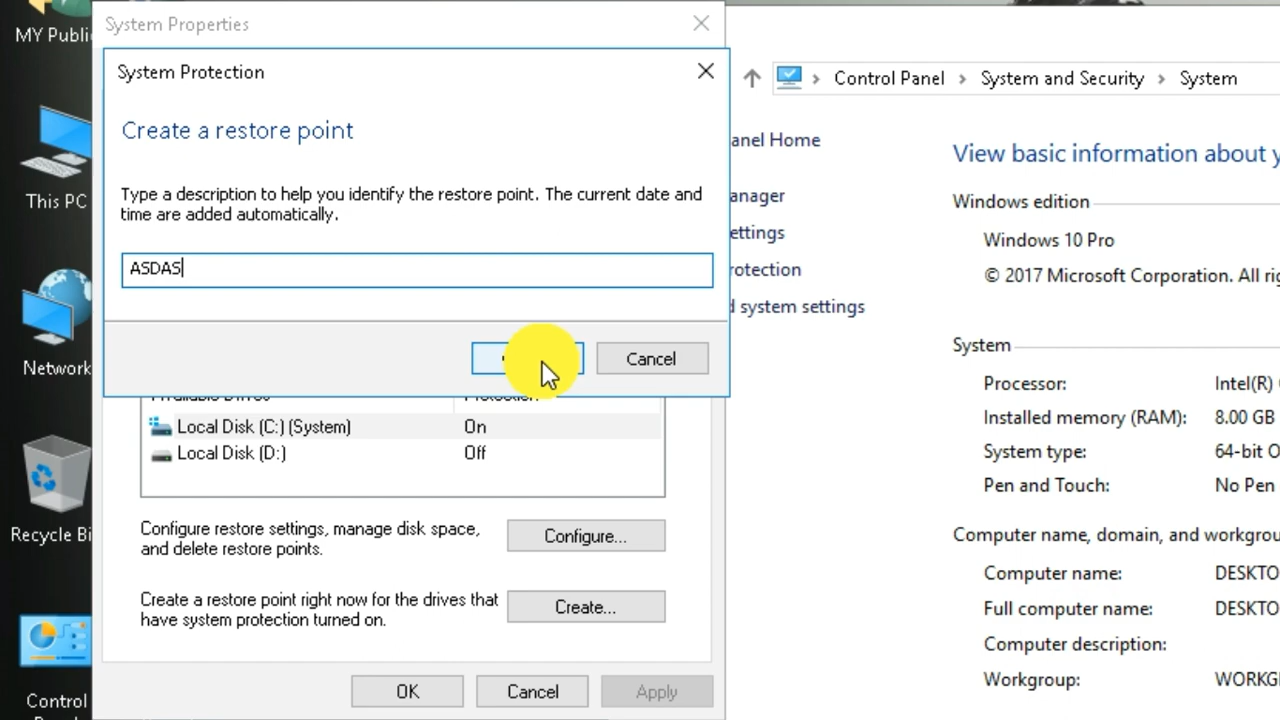 MY Publi
This PC
Network
Recycle Bi
Control
System Properties
System Protection
Create a restore point
Type a description to help you identify the restore point. The current date and
time are added automatically.
ASDAS
Cancel
Local Disk (C:) (System) On
Local Disk (D:) Off
Configure restore settings, manage disk space,
and delete restore points.
Configure...
Create a restore point right now for the drives that
have system protection turned on.
Create...
OK Cancel Apply
Control Panel > System and Security > System
anel Home
anager
ettings
rotection
d system settings
View basic information about y
Windows edition
Windows 10 Pro
© 2017 Microsoft Corporation. All rig
System
Processor: Intel(R)
Installed memory (RAM): 8.00 GB
System type: 64-bit O
Pen and Touch: No Pen
Computer name, domain, and workgrou
Computer name: DESKTO
Full computer name: DESKTO
Computer description:
Workgroup: WORKG